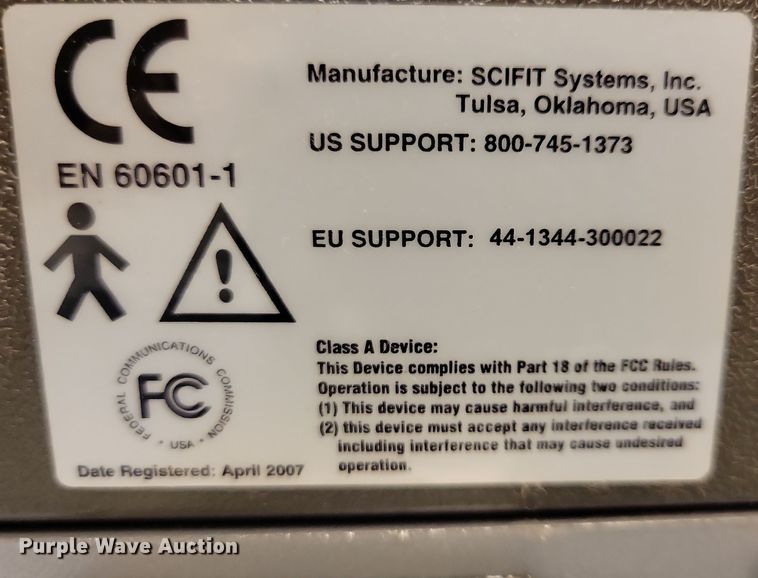 CE
EN 60601-1
Manufacture: SCIFIT Systems, Inc.
Tulsa, Oklahoma, USA
US SUPPORT: 800-745-1373
EU SUPPORT: 44-1344-300022
!
FEDERAL COMMUNICATIONS COMMISSION
FC
* USA *
Date Registered: April 2007
Class A Device:
This Device complies with Part 18 of the FCC Rules.
Operation is subject to the following two conditions:
(1) This device may cause harmful interference, and
(2) this device must accept any interference received
including interference that may cause undesired
operation.
Purple Wave Auction